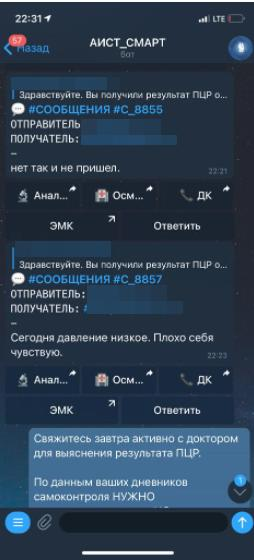 22:31
LTE
57
Назад
АИСТ_СМАРТ
бот
Здравствуйте. Вы получили результат ПЦР о...
💬 #СООБЩЕНИЯ #С_8855
ОТПРАВИТЕЛЬ
ПОЛУЧАТЕЛЬ:
—
нет так и не пришел.
22:21
🔬 Анал...
🏥 Осм...
📞 ДК
ЭМК
Ответить
Здравствуйте. Вы получили результат ПЦР о...
💬 #СООБЩЕНИЯ #С_8857
ОТПРАВИТЕЛЬ:
ПОЛУЧАТЕЛЬ: #
—
Сегодня давление низкое. Плохо себя
чувствую.
22:23
🔬 Анал...
🏥 Осм...
📞 ДК
ЭМК
Ответить
Свяжитесь завтра активно с доктором
для выяснения результата ПЦР.
По данным ваших дневников
самоконтроля НУЖНО
1